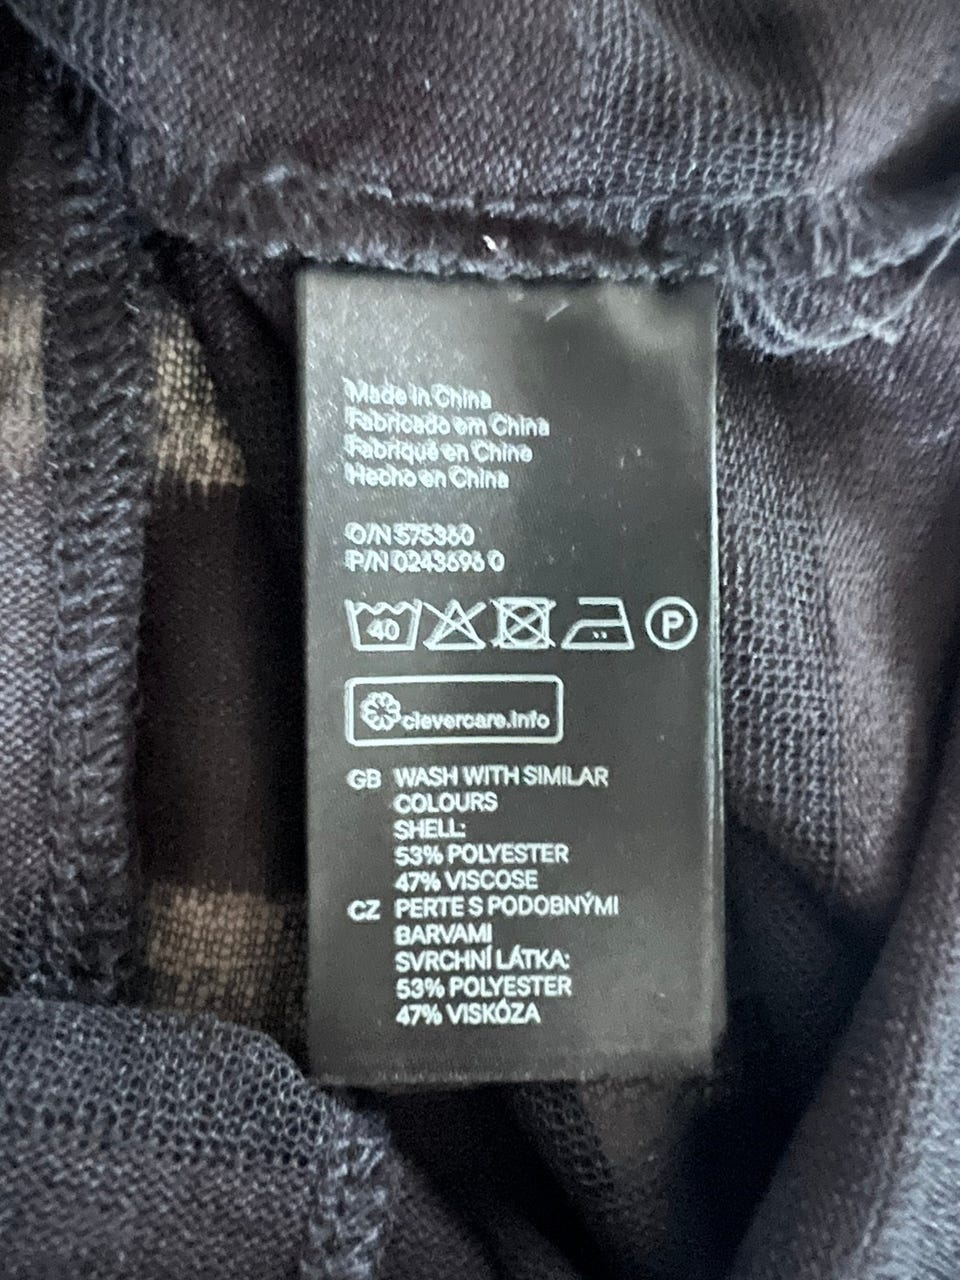 Made in China
Fabricado em China
Fabriqué en Chine
Hecho en China
O/N 575360
P/N 0243696 0
40 P
clevercare.info
GB WASH WITH SIMILAR
COLOURS
SHELL:
53% POLYESTER
47% VISCOSE
CZ PERTE S PODOBNÝMI
BARVAMI
SVRCHNÍ LÁTKA:
53% POLYESTER
47% VISKÓZA